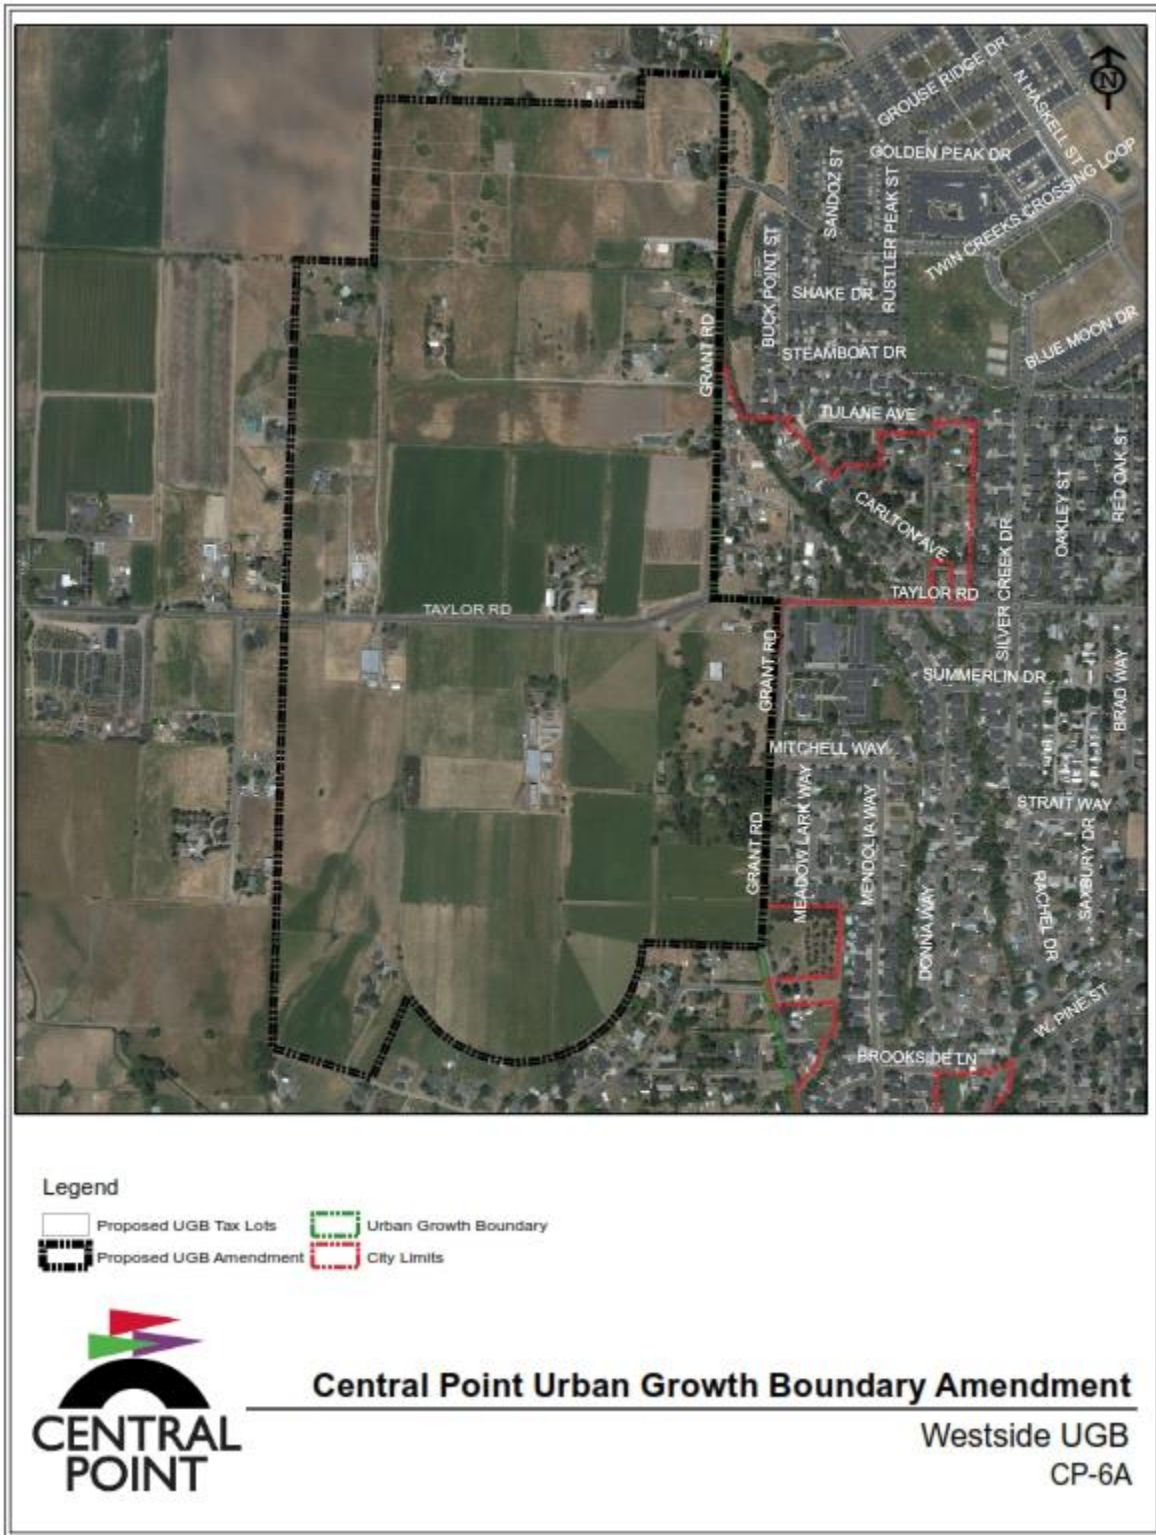 N
GROUSE RIDGE DR
N HASKELL ST
GOLDEN PEAK DR
SANDOZ ST
RUSTLER PEAK ST
TWIN CREEKS CROSSING LOOP
BUCK POINT ST
SHAKE DR
GRANT RD
STEAMBOAT DR
BLUE MOON DR
TULANE AVE
CARLTON AVE
OAKLEY ST
RED OAK ST
SILVER CREEK DR
TAYLOR RD
TAYLOR RD
GRANT RD
SUMMERLIN DR
BRAD WAY
MITCHELL WAY
GRANT RD
MEADOW LARK WAY
MENDOLIA WAY
STRAIT WAY
DONNA WAY
RACHEL DR
SAXBURY DR
W. PINE ST
BROOKSIDE LN
Legend
Proposed UGB Tax Lots
Urban Growth Boundary
Proposed UGB Amendment
City Limits
CENTRAL
POINT
Central Point Urban Growth Boundary Amendment
Westside UGB
CP-6A